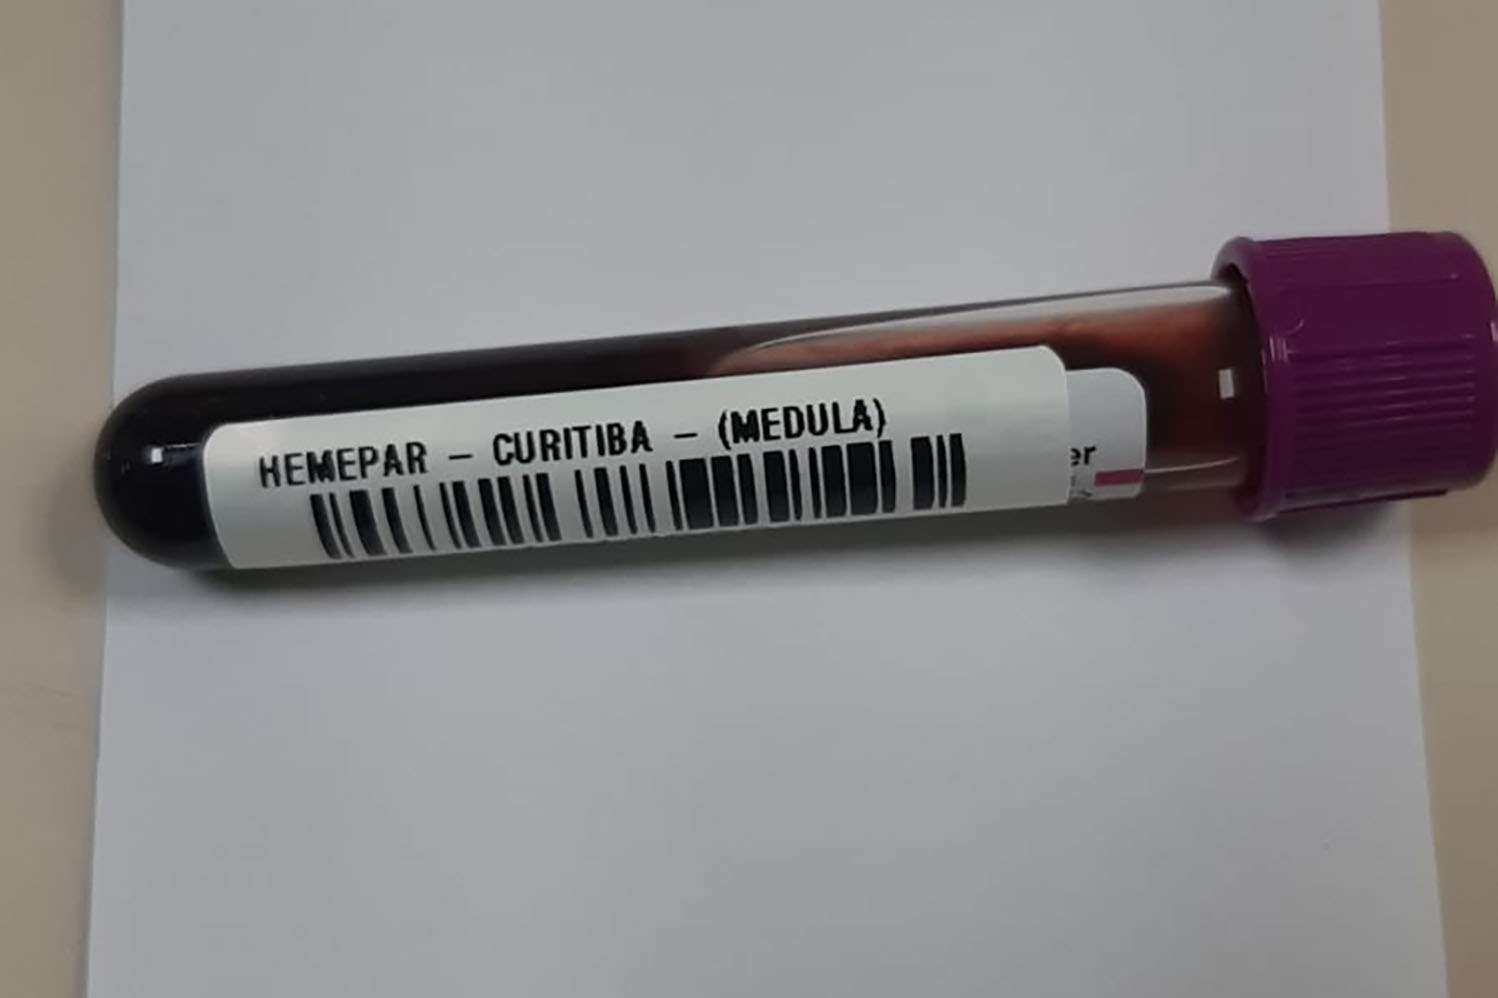 HEMEPAR - CURITIBA - (MEDULA)